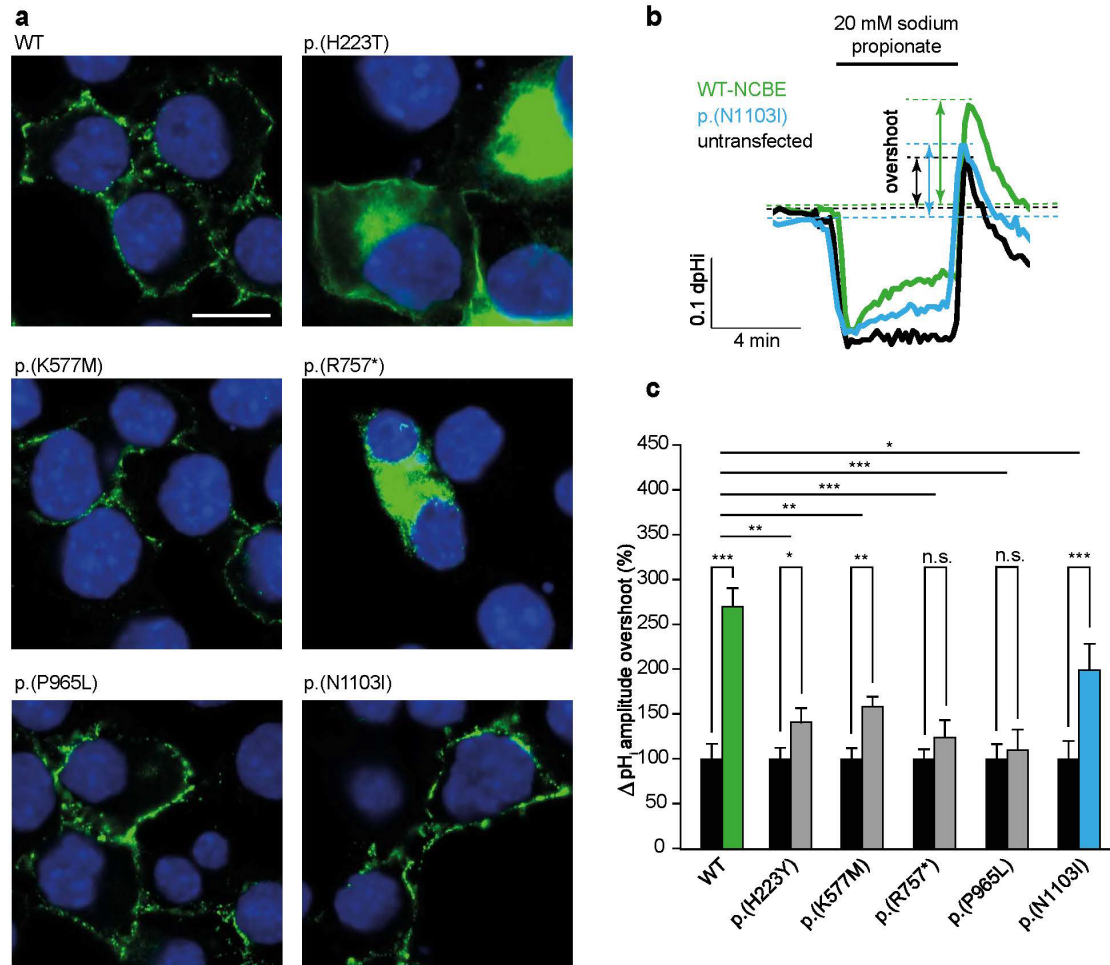 a
WT
p.(H223T)
p.(K577M)
p.(R757*)
p.(P965L)
p.(N1103I)
b
20 mM sodium
propionate
WT-NCBE
p.(N1103I)
untransfected
overshoot
0.1 dpHi
4 min
c
ΔpHi amplitude overshoot (%)
450
400
350
300
250
200
150
100
50
0
*
***
***
**
**
***
*
**
n.s.
n.s.
***
WT
p.(H223Y)
p.(K577M)
p.(R757*)
p.(P965L)
p.(N1103I)